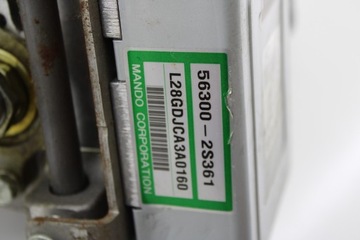 56300-2S361
L28GDJCA3A0160
MANDO CORPORATION